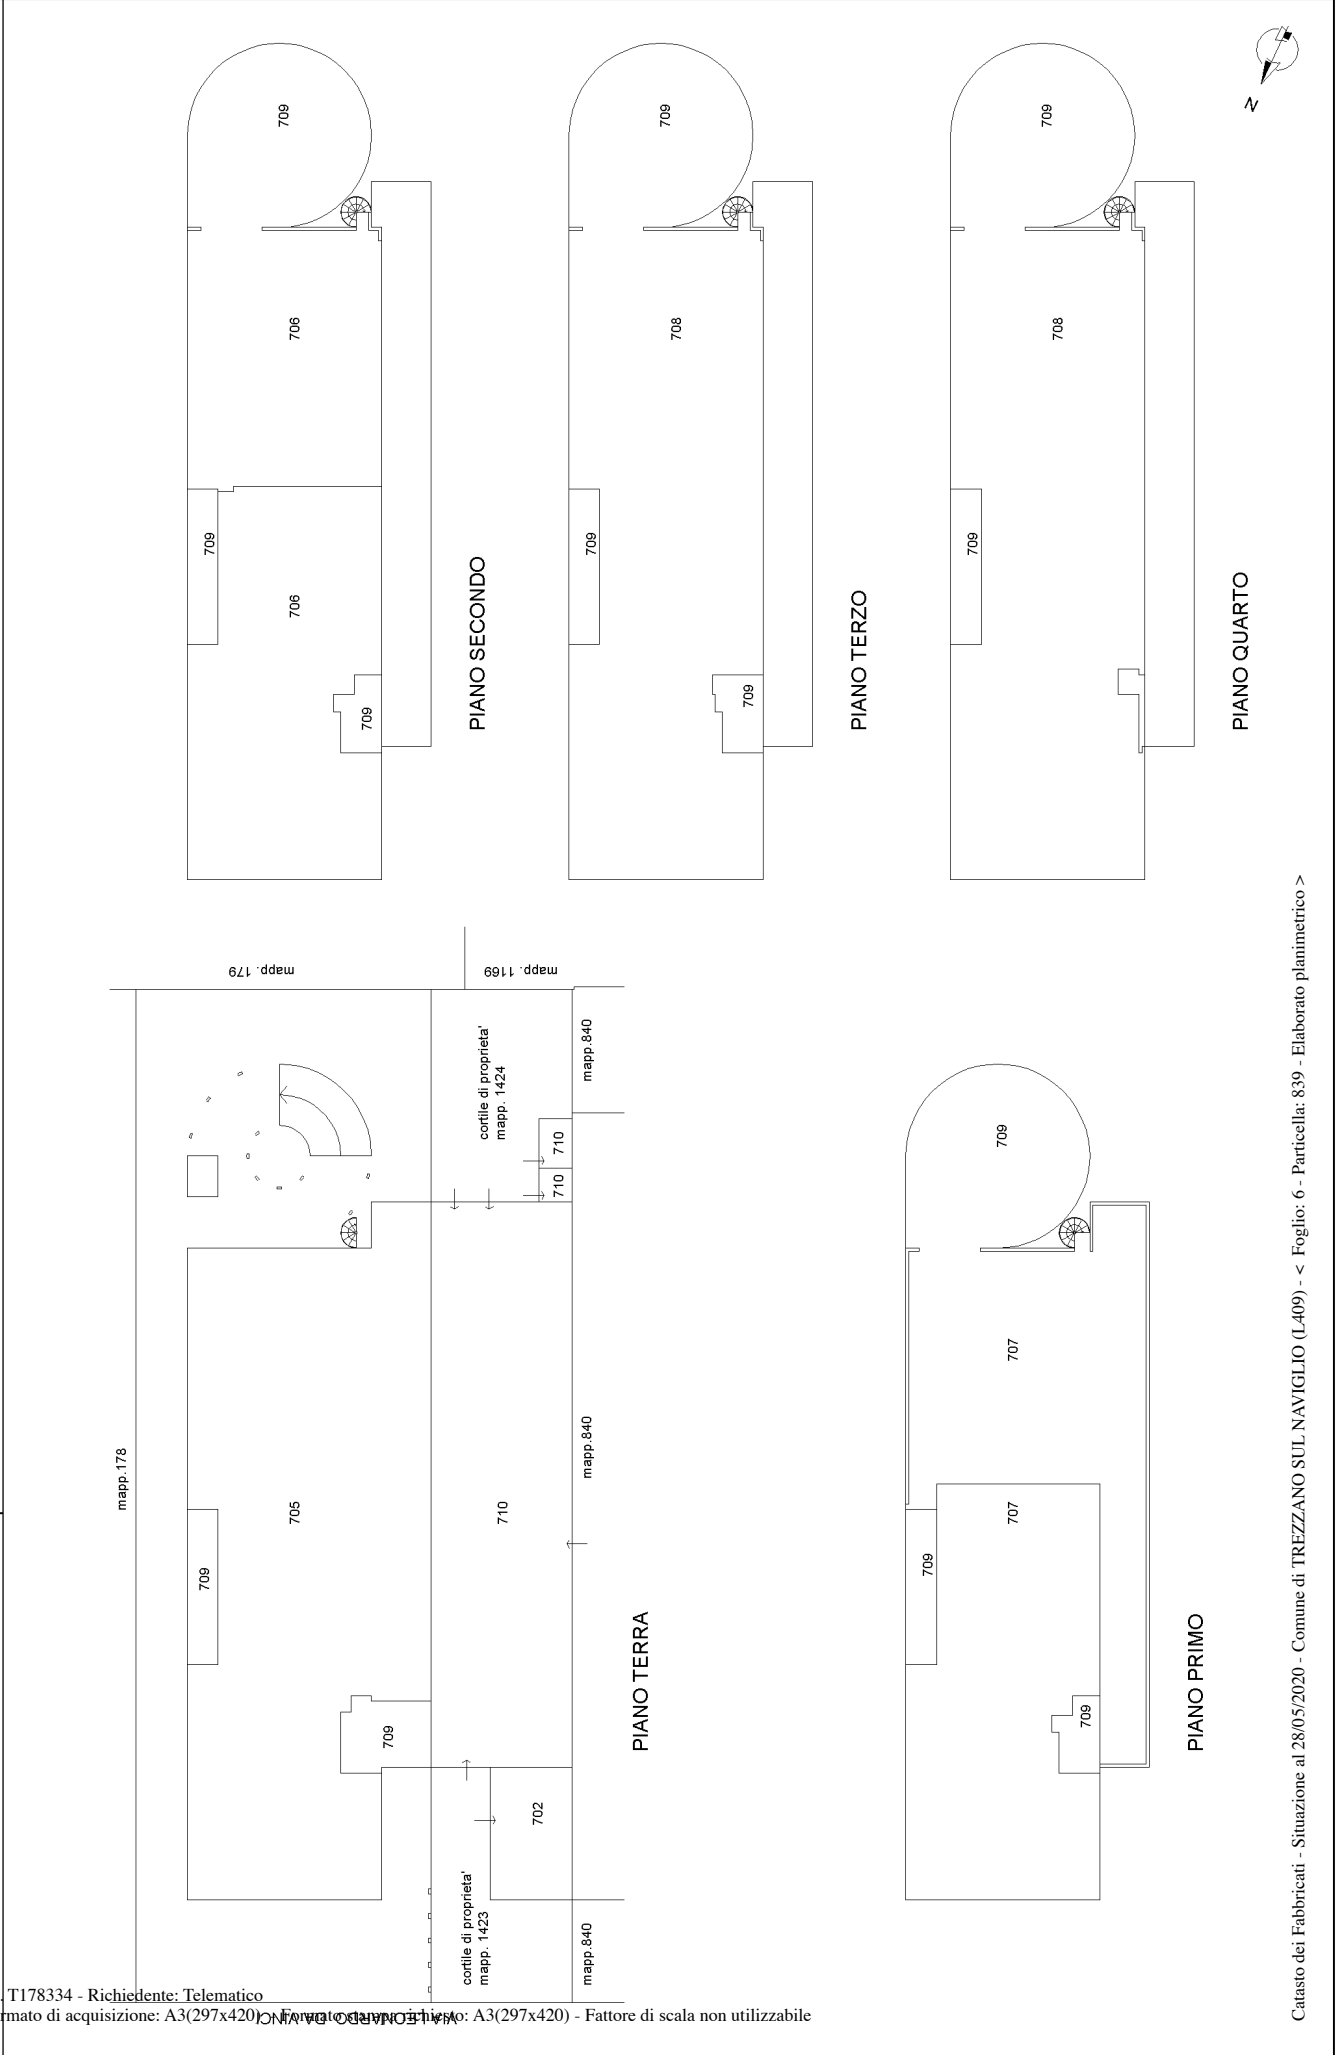 N
709
706
709
706
709
PIANO SECONDO
709
708
709
709
PIANO TERZO
709
708
709
PIANO QUARTO
mapp. 179
mapp. 1169
mapp.178
cortile di proprieta'
mapp. 1424
mapp.840
710
710
705
710
mapp.840
709
709
702
cortile di proprieta'
mapp. 1423
mapp.840
VIA LEONARDO DA VINCI
PIANO TERRA
709
707
707
709
709
PIANO PRIMO
. T178334 - Richiedente: Telematico
rmato di acquisizione: A3(297x420) - Formato stampa richiesto: A3(297x420) - Fattore di scala non utilizzabile
Catasto dei Fabbricati - Situazione al 28/05/2020 - Comune di TREZZANO SUL NAVIGLIO (L409) - < Foglio: 6 - Particella: 839 - Elaborato planimetrico >